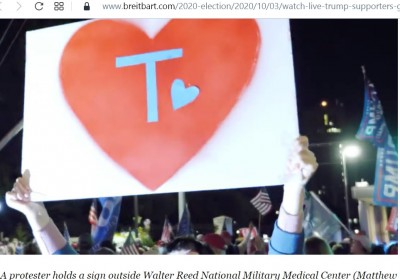 www.breitbart.com/2020-election/2020/10/03/watch-live-trump-supporters-g
T.
TRUMP
A protester holds a sign outside Walter Reed National Military Medical Center (Matthew